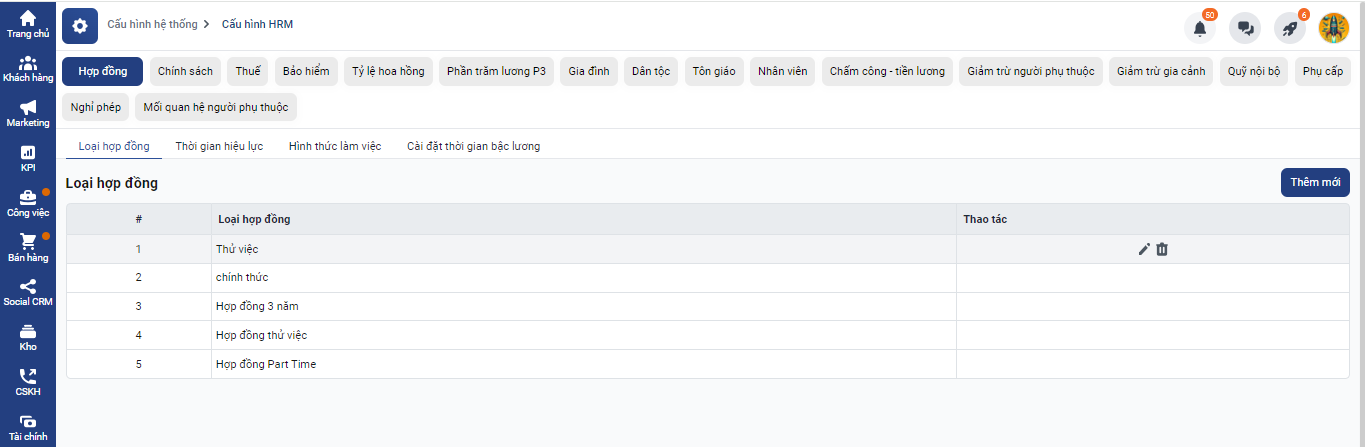 Trang chủ
Khách hàng
Marketing
KPI
Công việc
Bán hàng
Social CRM
Kho
CSKH
Tài chính
Cấu hình hệ thống > Cấu hình HRM
50
6
Hợp đồng Chính sách Thuế Bảo hiểm Tỷ lệ hoa hồng Phần trăm lương P3 Gia đình Dân tộc Tôn giáo Nhân viên Chấm công - tiền lương Giảm trừ người phụ thuộc Giảm trừ gia cảnh Quỹ nội bộ Phụ cấp
Nghỉ phép Mối quan hệ người phụ thuộc
Loại hợp đồng Thời gian hiệu lực Hình thức làm việc Cài đặt thời gian bậc lương
Loại hợp đồng Thêm mới
# Loại hợp đồng Thao tác
1 Thử việc
2 chính thức
3 Hợp đồng 3 năm
4 Hợp đồng thử việc
5 Hợp đồng Part Time